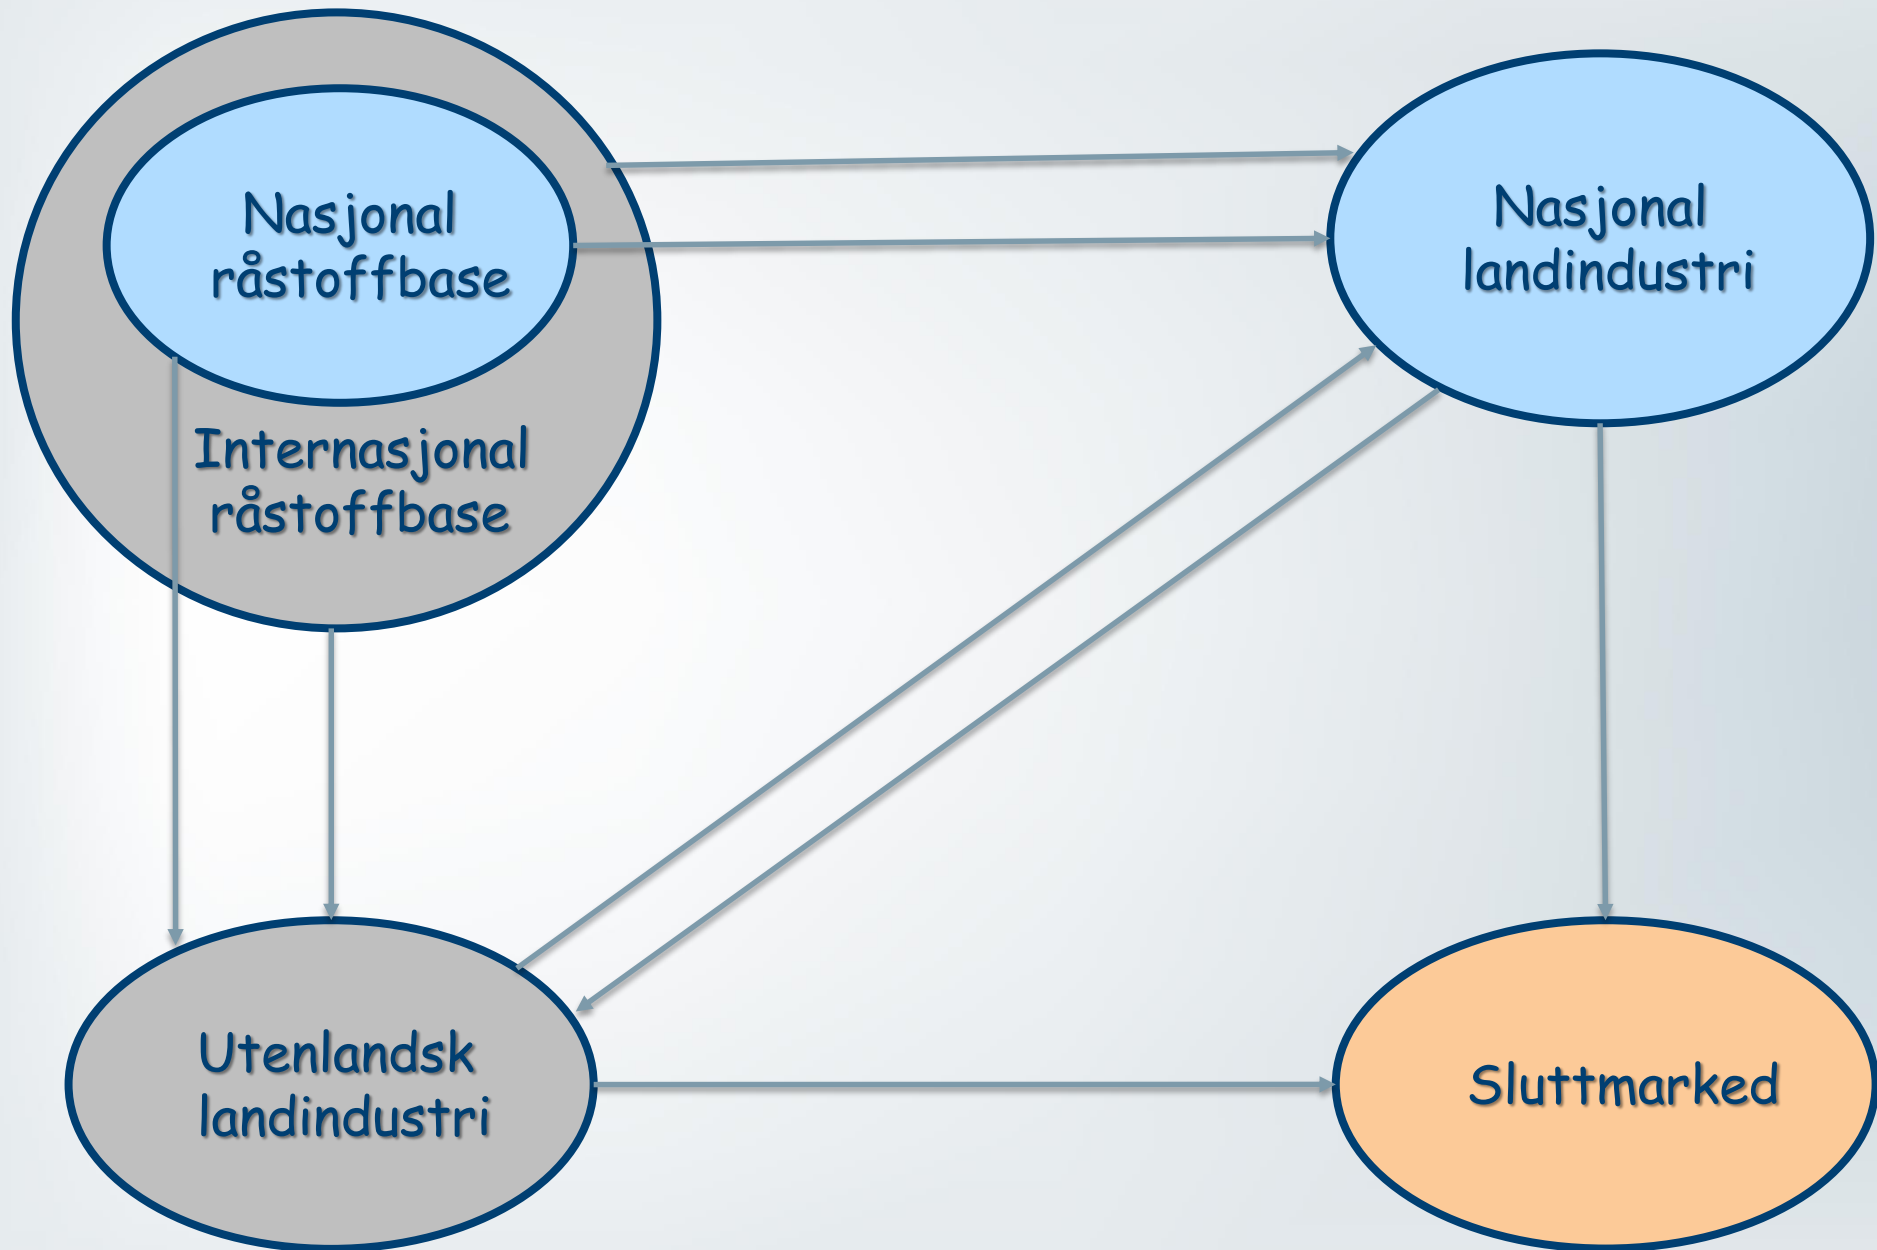 Nasjonal
råstoffbase
Internasjonal
råstoffbase
Nasjonal
landindustri
Utenlandsk
landindustri
Sluttmarked